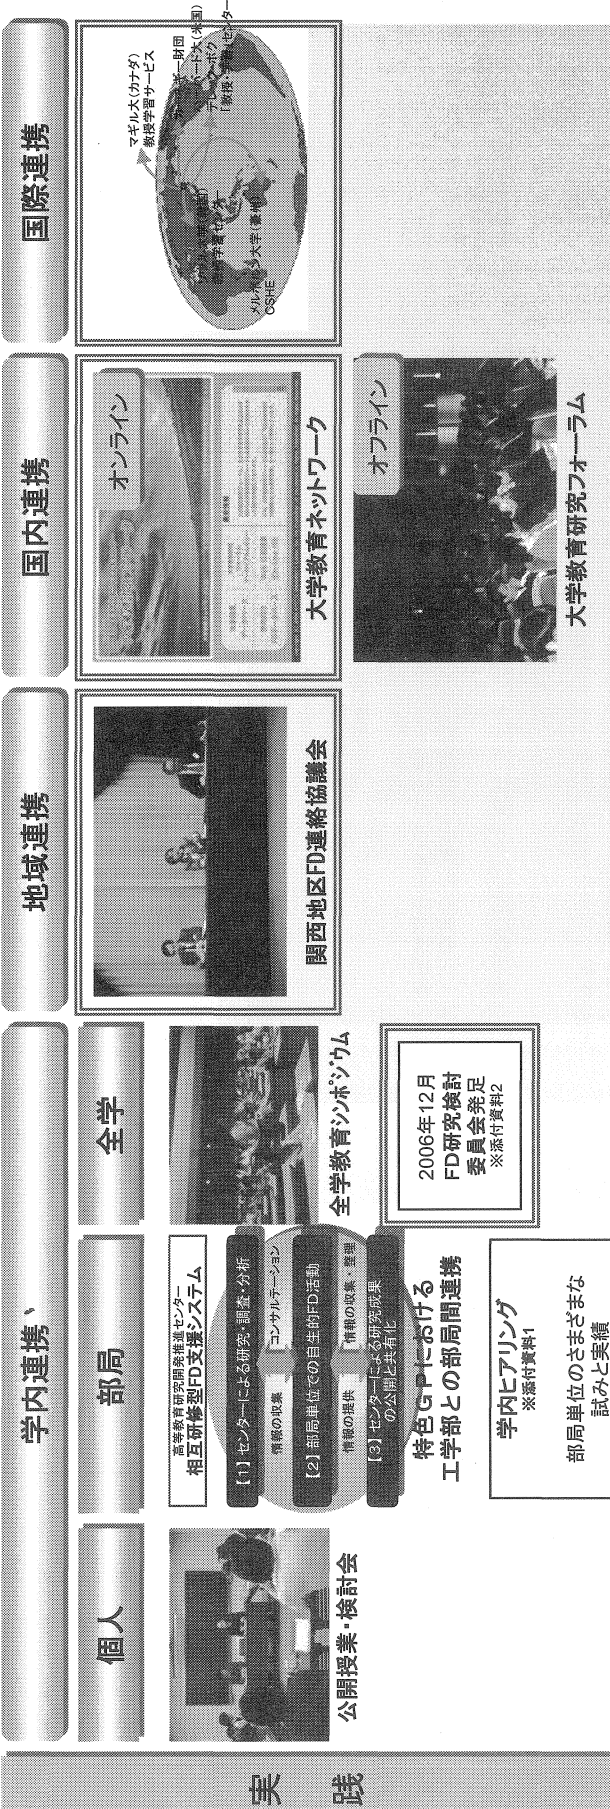 実践
学内連携
個人
公開授業・検討会
部局
高等教育研究開発推進センター
相互研修型FD支援システム
【1】センターによる研究・調査・分析
情報の収集
コンサルテーション
【2】部局単位での自生的FD活動
情報の提供
情報の収集・整理
【3】センターによる研究成果
の公開と共有化
特色GPにおける
工学部との部局間連携
学内ヒアリング
※添付資料1
部局単位のさまざまな
試みと実績
全学
全学教育シンポジウム
2006年12月
FD研究検討
委員会発足
※添付資料2
地域連携
関西地区FD連絡協議会
国内連携
オンライン
大学教育ネットワーク
オフライン
大学教育研究フォーラム
国際連携
マギル大(カナダ)
教授学習サービス
メルボルン大学(豪州)
CSHE